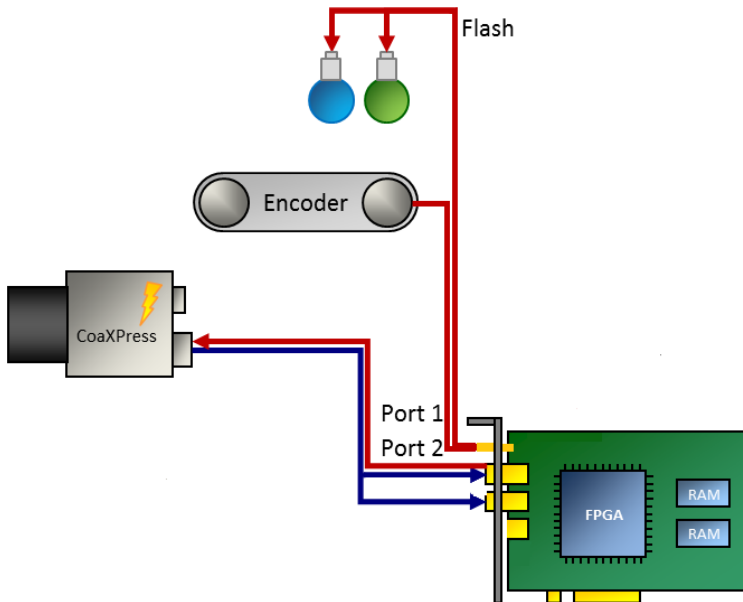 Flash
Encoder
CoaXPress
Port 1
Port 2
RAM
FPGA
RAM